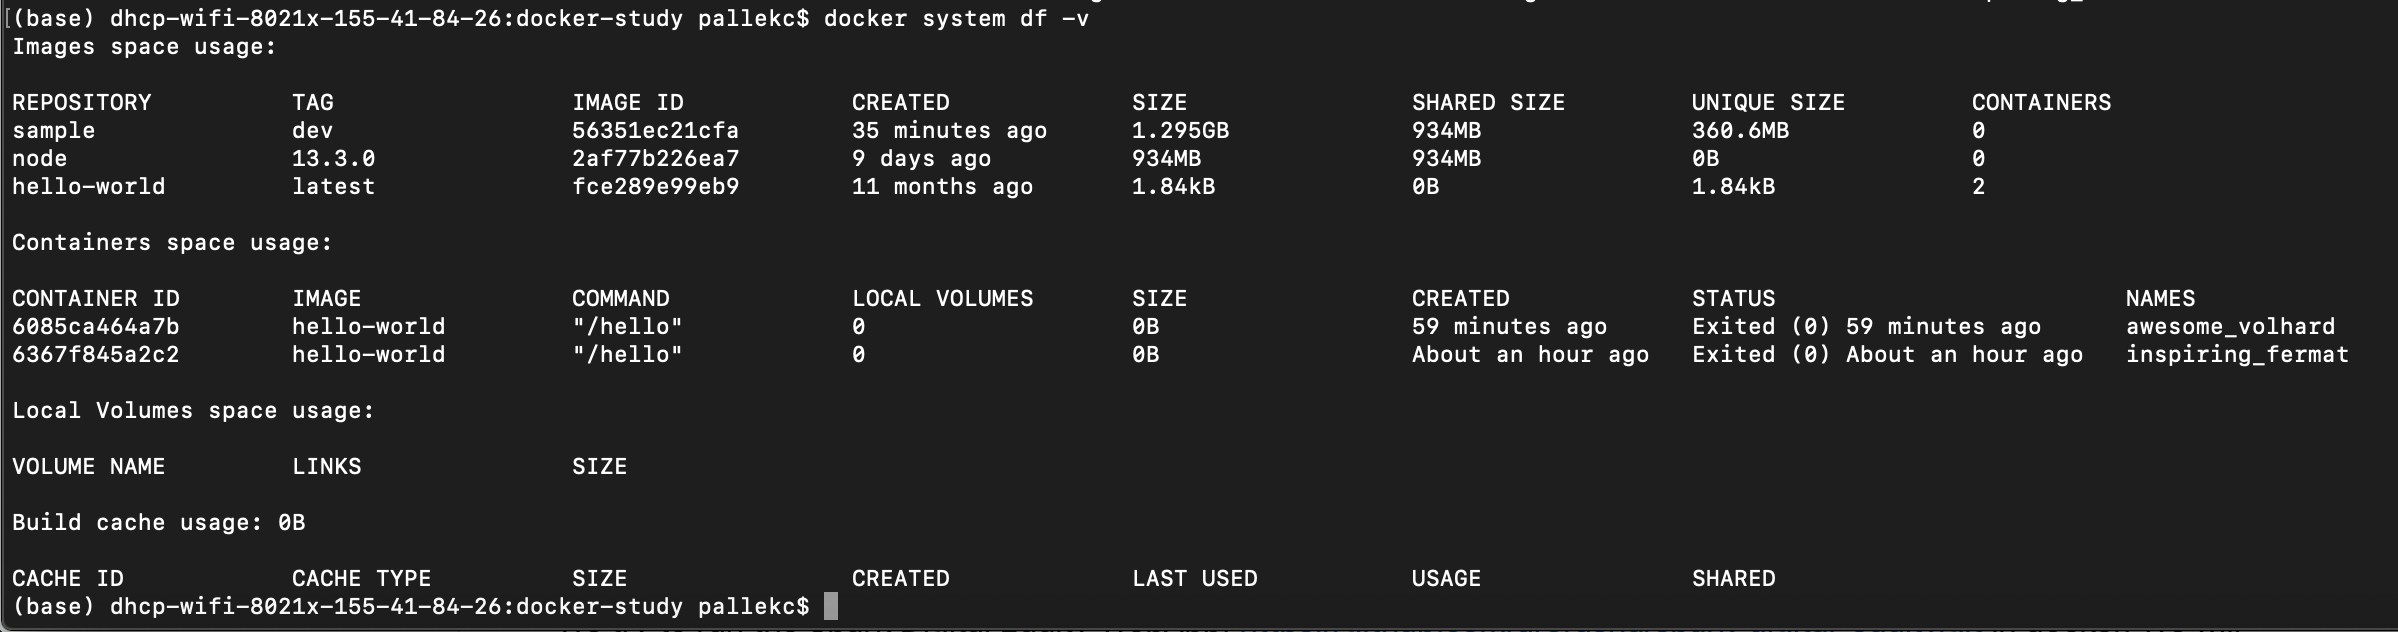 [(base) dhcp-wifi-8021x-155-41-84-26:docker-study pallekc$ docker system df -v
Images space usage:
REPOSITORY TAG IMAGE ID CREATED SIZE SHARED SIZE UNIQUE SIZE CONTAINERS
sample dev 56351ec21cfa 35 minutes ago 1.295GB 934MB 360.6MB 0
node 13.3.0 2af77b226ea7 9 days ago 934MB 934MB 0B 0
hello-world latest fce289e99eb9 11 months ago 1.84kB 0B 1.84kB 2
Containers space usage:
CONTAINER ID IMAGE COMMAND LOCAL VOLUMES SIZE CREATED STATUS NAMES
6085ca464a7b hello-world "/hello" 0 0B 59 minutes ago Exited (0) 59 minutes ago awesome_volhard
6367f845a2c2 hello-world "/hello" 0 0B About an hour ago Exited (0) About an hour ago inspiring_fermat
Local Volumes space usage:
VOLUME NAME LINKS SIZE
Build cache usage: 0B
CACHE ID CACHE TYPE SIZE CREATED LAST USED USAGE SHARED
(base) dhcp-wifi-8021x-155-41-84-26:docker-study pallekc$